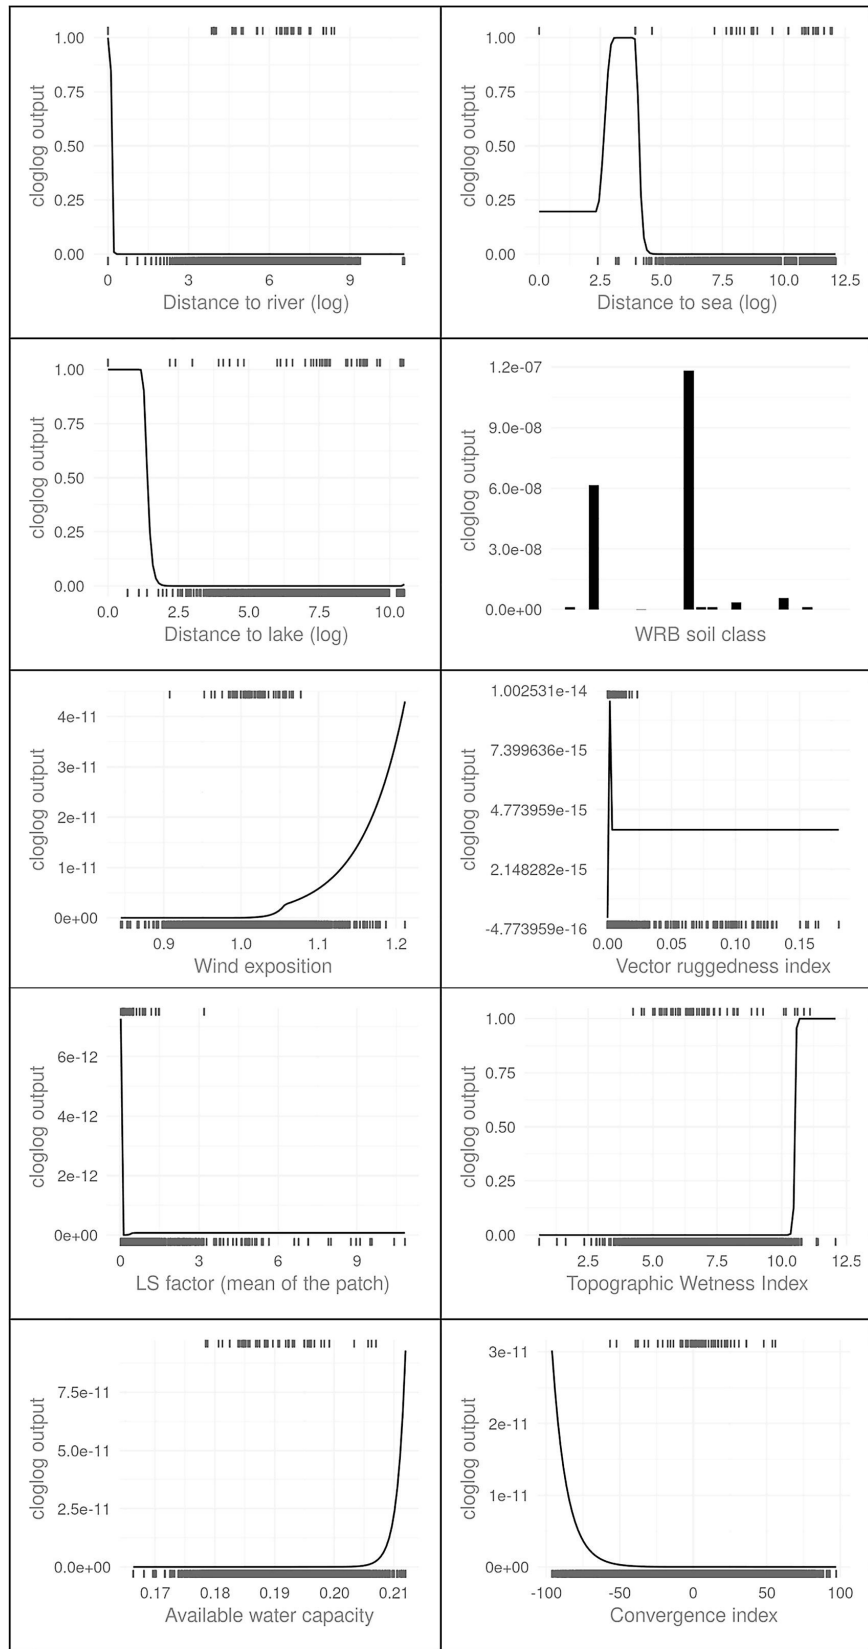 cloglog output
1.00
0.75
0.50
0.25
0.00
0 3 6 9
Distance to river (log)
cloglog output
1.00
0.75
0.50
0.25
0.00
0.0 2.5 5.0 7.5 10.0 12.5
Distance to sea (log)
cloglog output
1.00
0.75
0.50
0.25
0.00
0.0 2.5 5.0 7.5 10.0
Distance to lake (log)
cloglog output
1.2e-07
9.0e-08
6.0e-08
3.0e-08
0.0e+00
WRB soil class
cloglog output
4e-11
3e-11
2e-11
1e-11
0e+00
0.9 1.0 1.1 1.2
Wind exposition
cloglog output
1.002531e-14
7.399636e-15
4.773959e-15
2.148282e-15
-4.773959e-16
0.00 0.05 0.10 0.15
Vector ruggedness index
cloglog output
6e-12
4e-12
2e-12
0e+00
0 3 6 9
LS factor (mean of the patch)
cloglog output
1.00
0.75
0.50
0.25
0.00
2.5 5.0 7.5 10.0 12.5
Topographic Wetness Index
cloglog output
7.5e-11
5.0e-11
2.5e-11
0.0e+00
0.17 0.18 0.19 0.20 0.21
Available water capacity
cloglog output
3e-11
2e-11
1e-11
0e+00
-100 -50 0 50 100
Convergence index